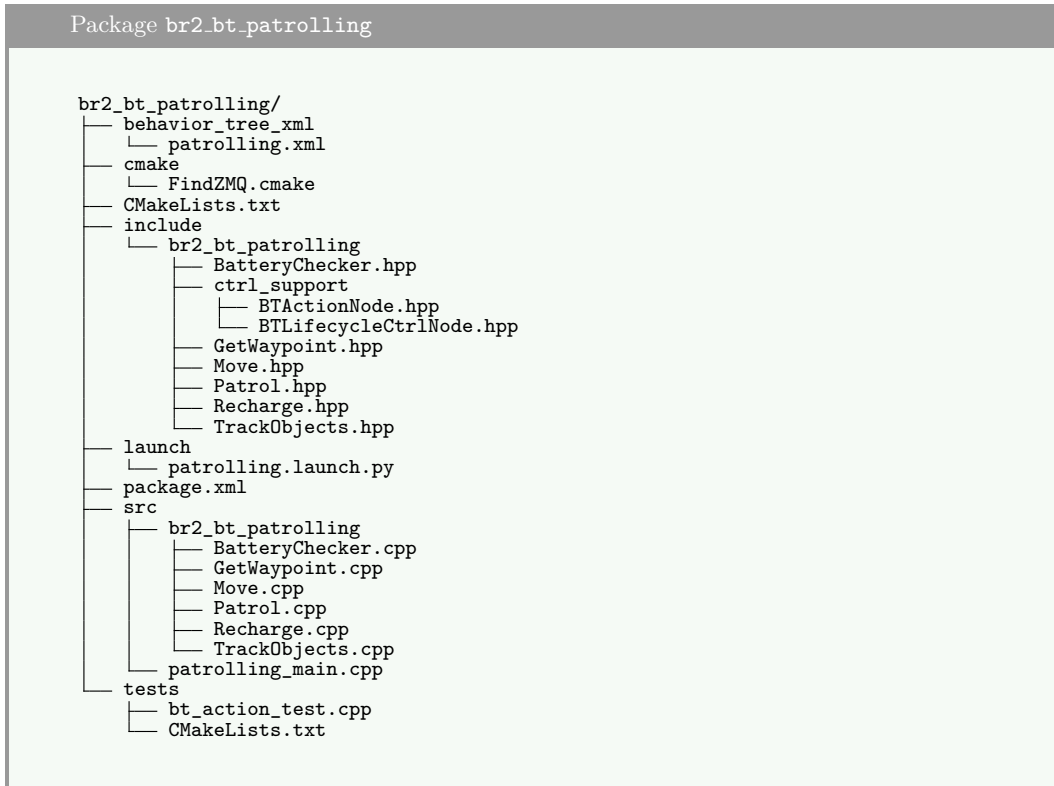 Package br2_bt_patrolling
br2_bt_patrolling/
├── behavior_tree_xml
│   └── patrolling.xml
├── cmake
│   └── FindZMQ.cmake
├── CMakeLists.txt
├── include
│   └── br2_bt_patrolling
│       ├── BatteryChecker.hpp
│       ├── ctrl_support
│       │   ├── BTActionNode.hpp
│       │   └── BTLifecycleCtrlNode.hpp
│       ├── GetWaypoint.hpp
│       ├── Move.hpp
│       ├── Patrol.hpp
│       ├── Recharge.hpp
│       └── TrackObjects.hpp
├── launch
│   └── patrolling.launch.py
├── package.xml
├── src
│   ├── br2_bt_patrolling
│   │   ├── BatteryChecker.cpp
│   │   ├── GetWaypoint.cpp
│   │   ├── Move.cpp
│   │   ├── Patrol.cpp
│   │   ├── Recharge.cpp
│   │   └── TrackObjects.cpp
│   └── patrolling_main.cpp
└── tests
    ├── bt_action_test.cpp
    └── CMakeLists.txt